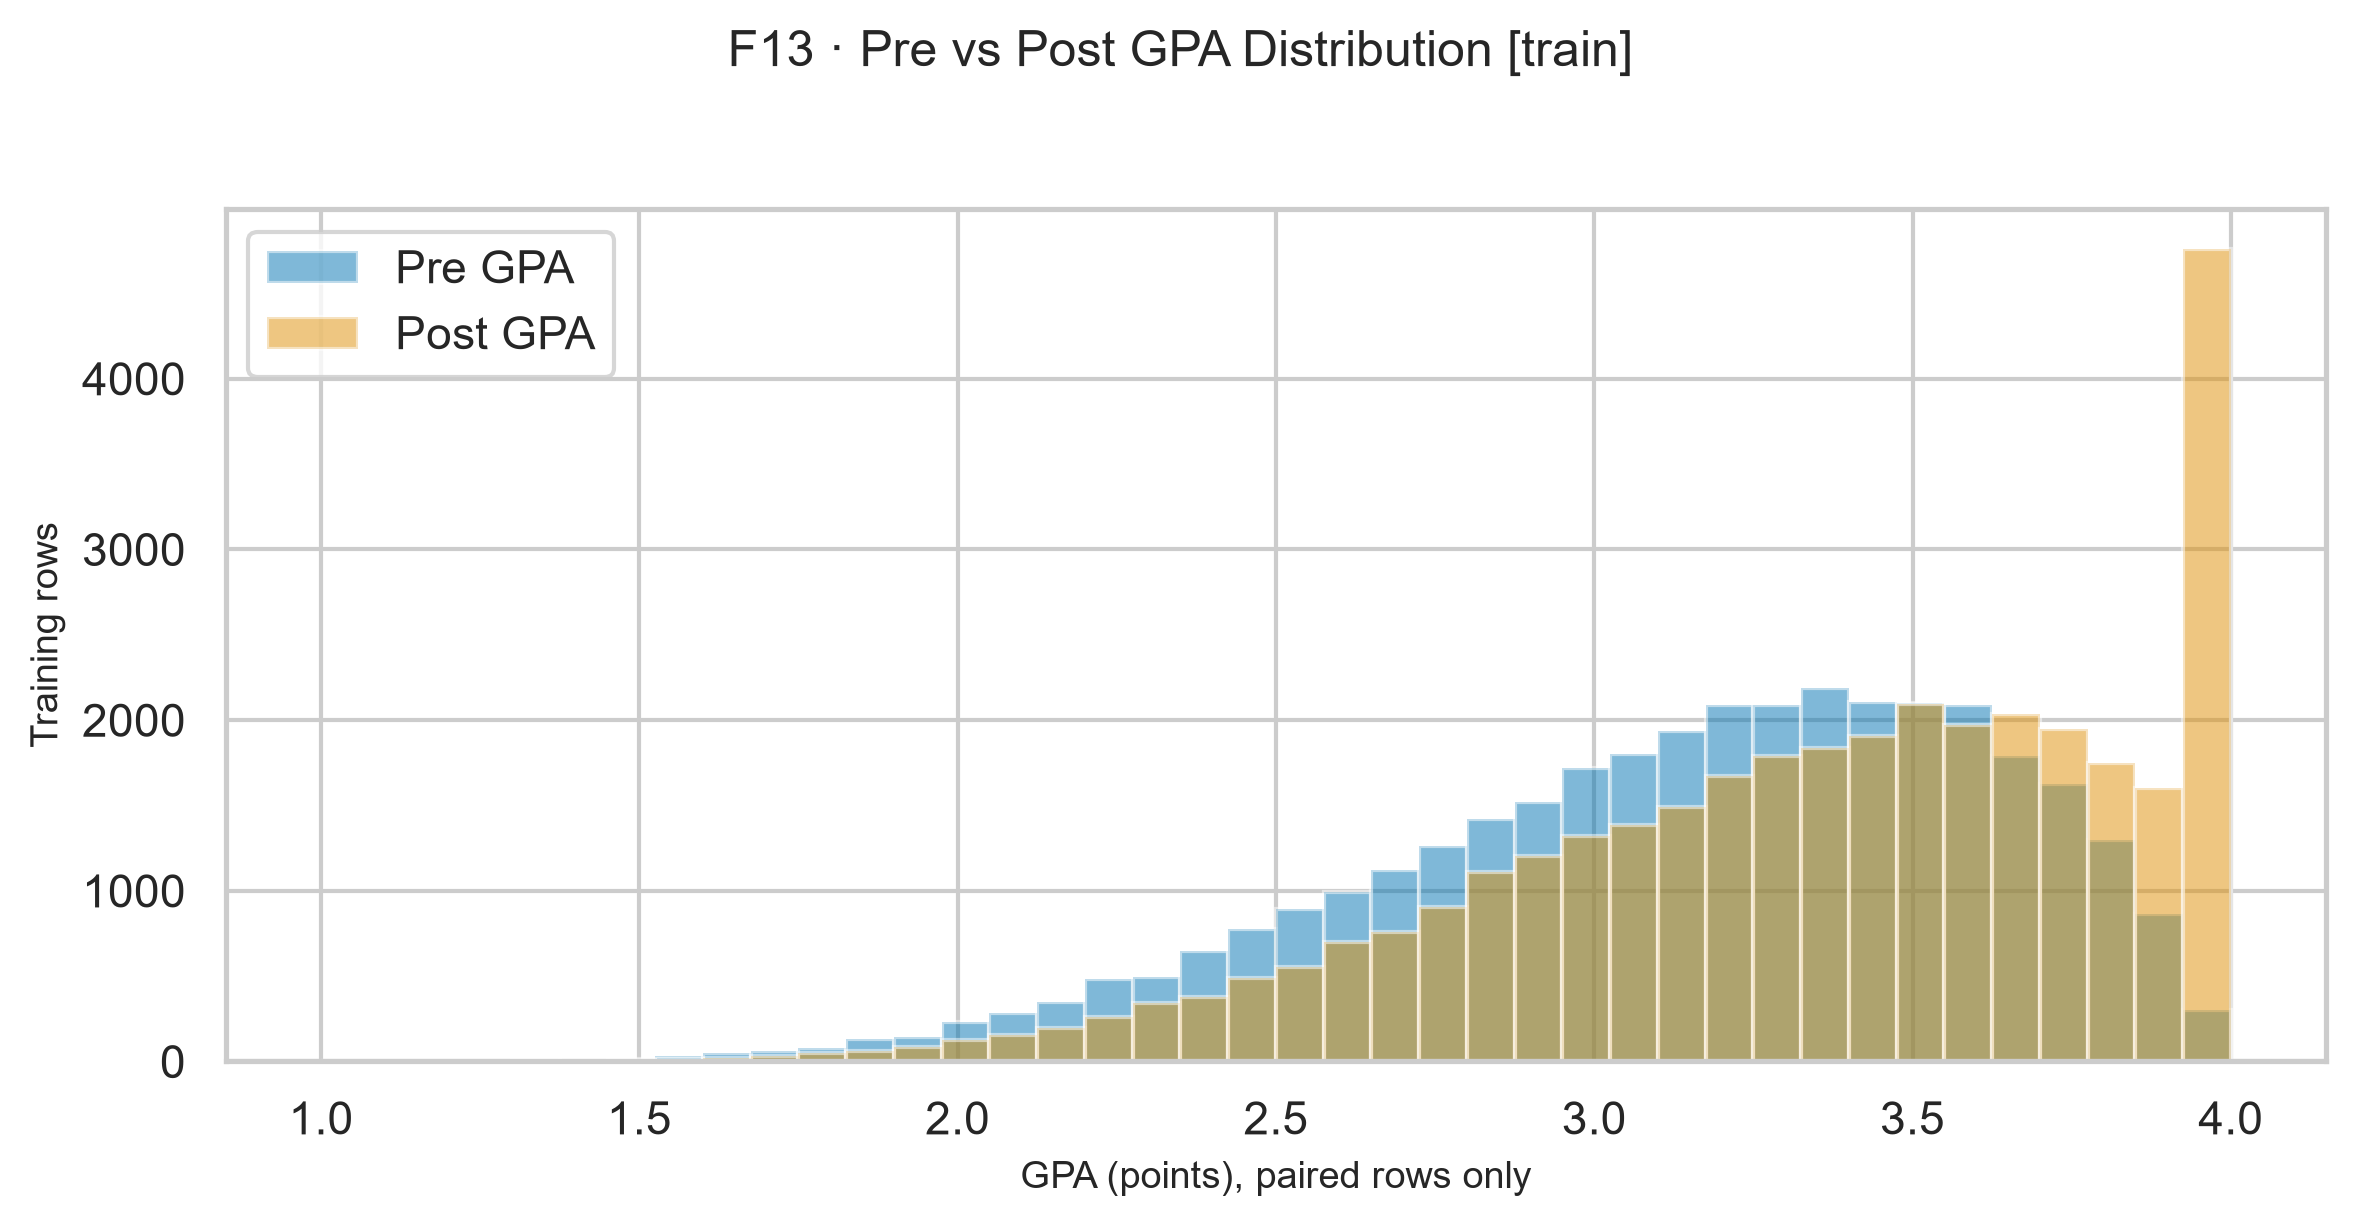 F13 · Pre vs Post GPA Distribution [train]
Pre GPA
Post GPA
4000
3000
2000
1000
0
Training rows
1.0 1.5 2.0 2.5 3.0 3.5 4.0
GPA (points), paired rows only